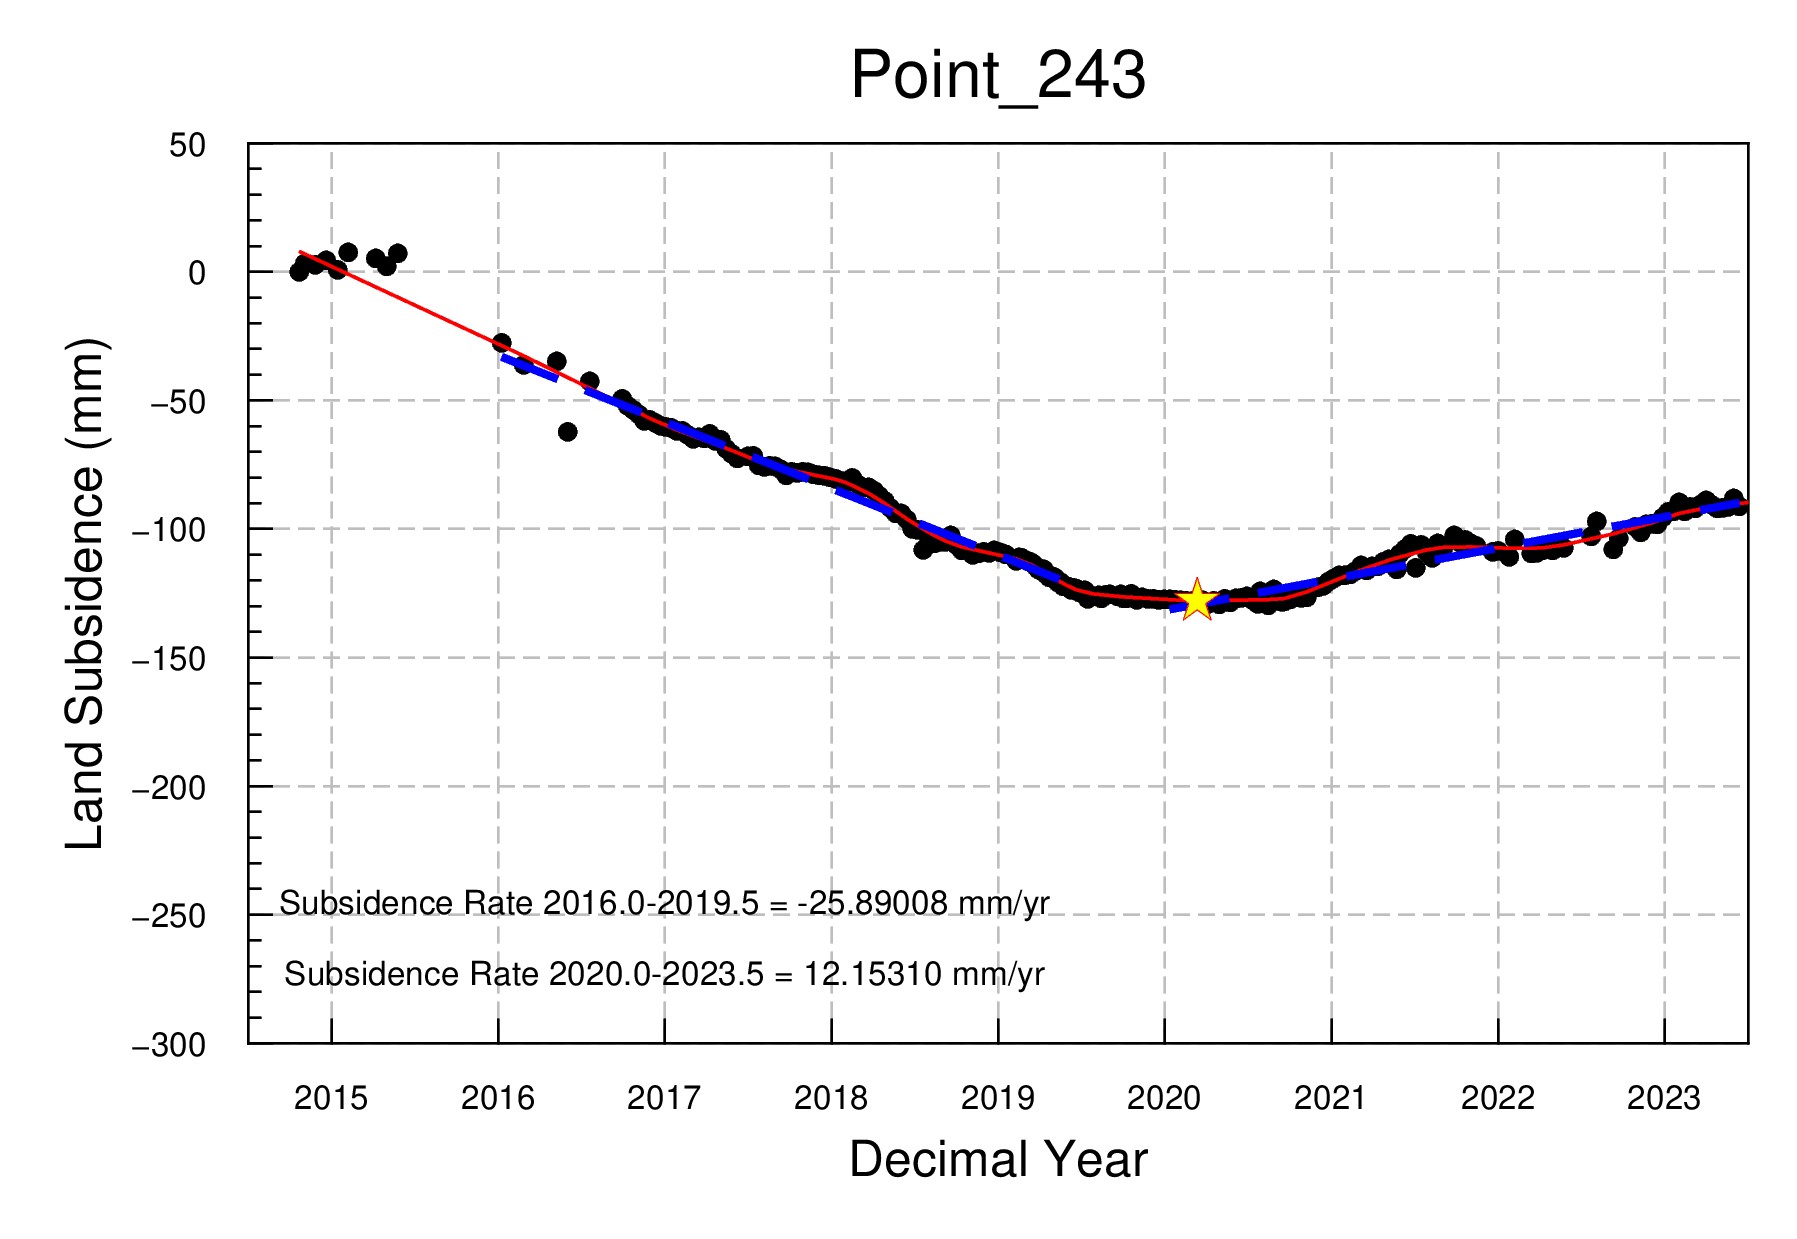 Point_243
50
0
−50
−100
−150
−200
−250
−300
Land Subsidence (mm)
Subsidence Rate 2016.0-2019.5 = -25.89008 mm/yr
Subsidence Rate 2020.0-2023.5 = 12.15310 mm/yr
2015 2016 2017 2018 2019 2020 2021 2022 2023
Decimal Year